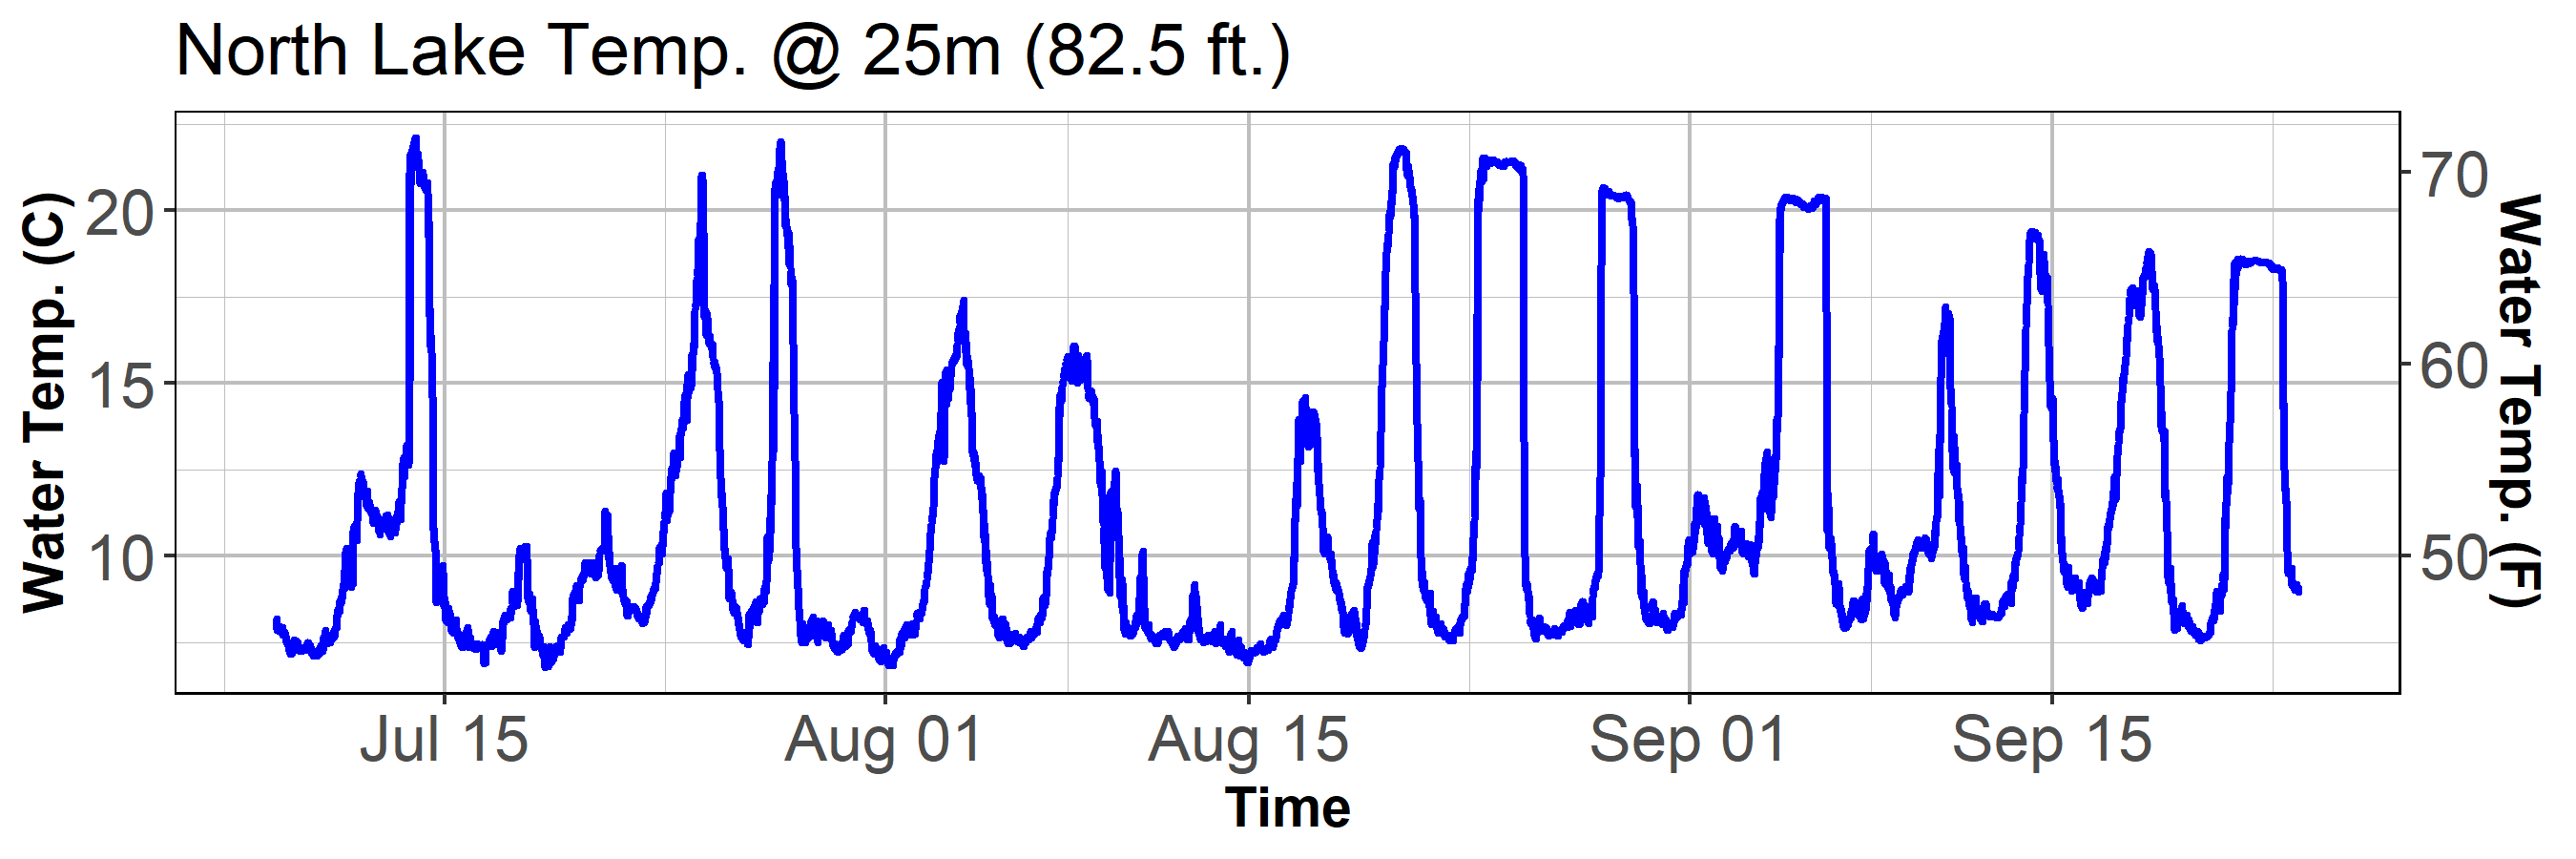 North Lake Temp. @ 25m (82.5 ft.)
Water Temp. (C)
20
15
10
70
60
50
Water Temp. (F)
Jul 15
Aug 01
Aug 15
Sep 01
Sep 15
Time